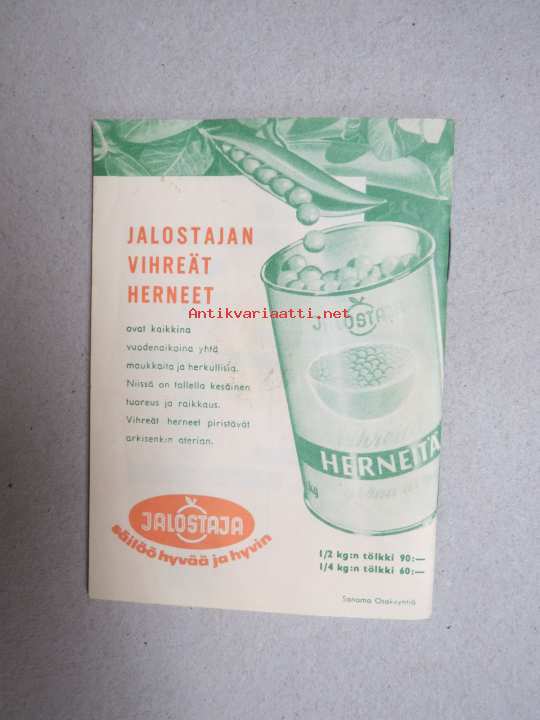 JALOSTAJAN
VIHREÄT
HERNEET
Antikvariaatti.net
ovat kaikkina
vuodenaikoina yhtä
maukkaita ja herkullisia.
Niissä on tallella kesäinen
tuoreus ja raikkaus.
Vihreät herneet piristävät
arkisenkin aterian.
JALOSTAJA
HERNEITÄ
kg
JALOSTAJA
säilöö hyvää ja hyvin
1/2 kg:n tölkki 90:—
1/4 kg:n tölkki 60:—
Sanoma Osakeyhtiö